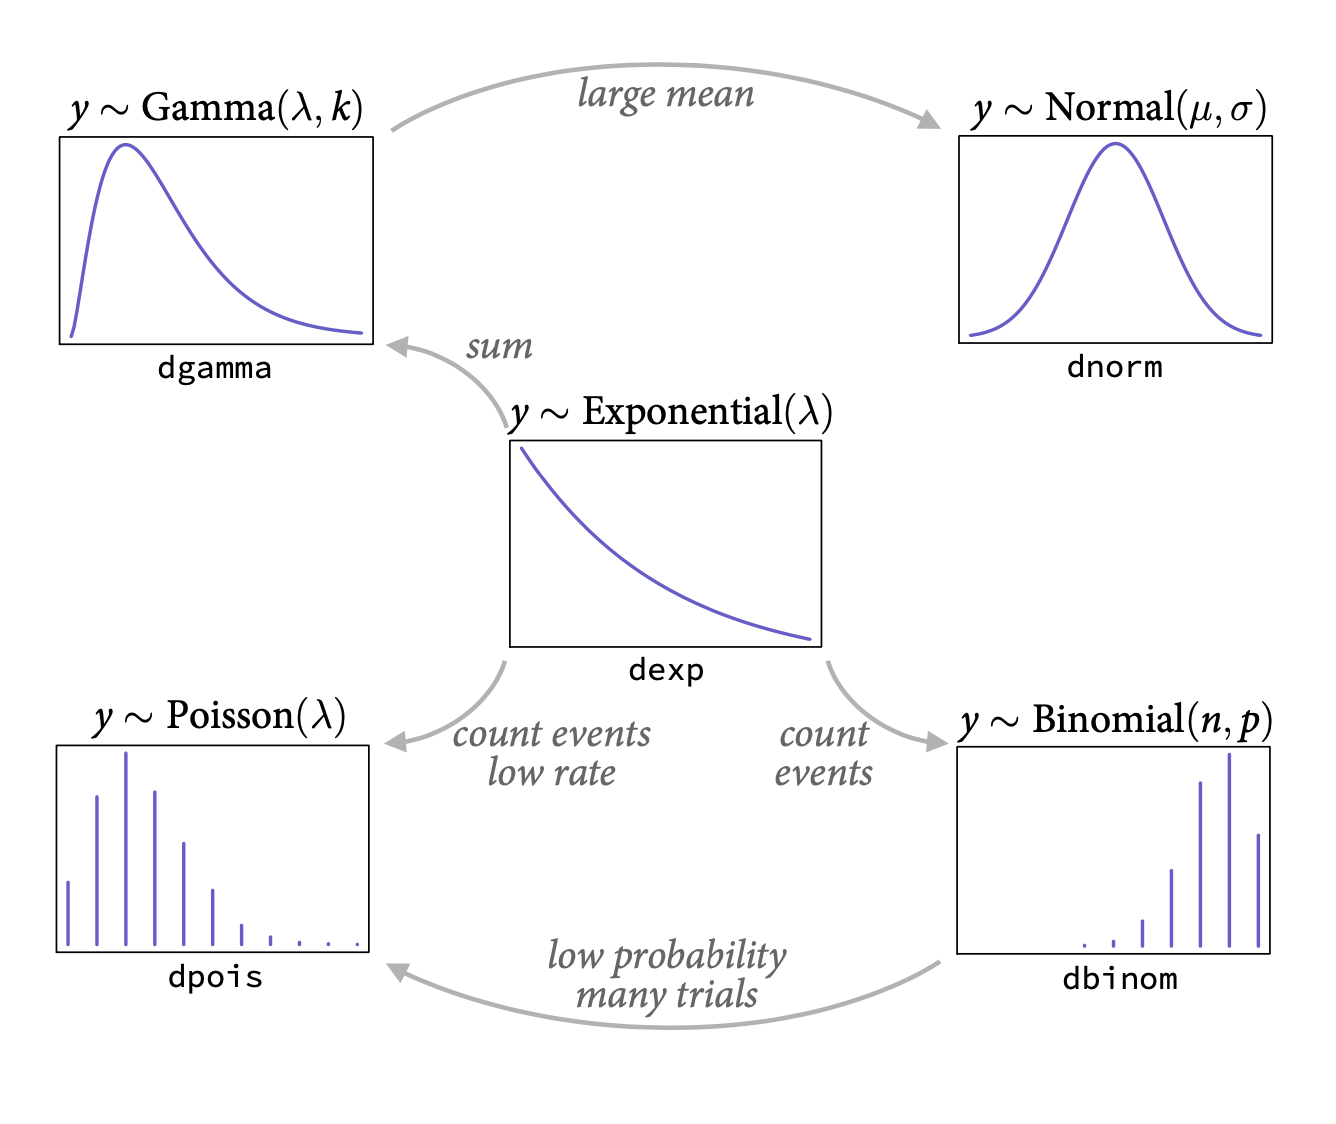 large mean
y ~ Gamma(λ, k)
y ~ Normal(μ, σ)
dgamma
dnorm
sum
y ~ Exponential(λ)
dexp
y ~ Poisson(λ)
y ~ Binomial(n, p)
count events
low rate
count
events
dpois
dbinom
low probability
many trials